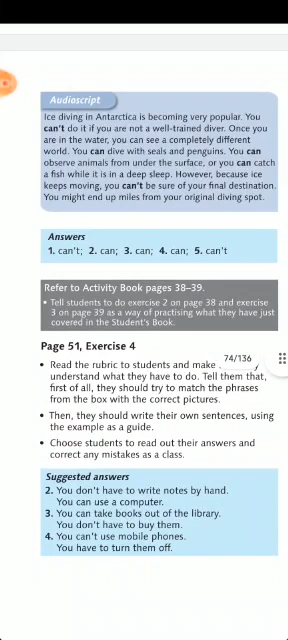 Audioscript
Ice diving in Antarctica is becoming very popular. You
can't do it if you are not a well-trained diver. Once you
are in the water, you can see a completely different
world. You can dive with seals and penguins. You can
observe animals from under the surface, or you can catch
a fish while it is in a deep sleep. However, because ice
keeps moving, you can't be sure of your final destination.
You might end up miles from your original diving spot.
Answers
1. can't; 2. can; 3. can; 4. can; 5. can't
Refer to Activity Book pages 38–39.
• Tell students to do exercise 2 on page 38 and exercise
3 on page 39 as a way of practising what they have just
covered in the Student's Book.
Page 51, Exercise 4
74/136
• Read the rubric to students and make
understand what they have to do. Tell them that,
first of all, they should try to match the phrases
from the box with the correct pictures.
• Then, they should write their own sentences, using
the example as a guide.
• Choose students to read out their answers and
correct any mistakes as a class.
Suggested answers
2. You don't have to write notes by hand.
You can use a computer.
3. You can take books out of the library.
You don't have to buy them.
4. You can't use mobile phones.
You have to turn them off.